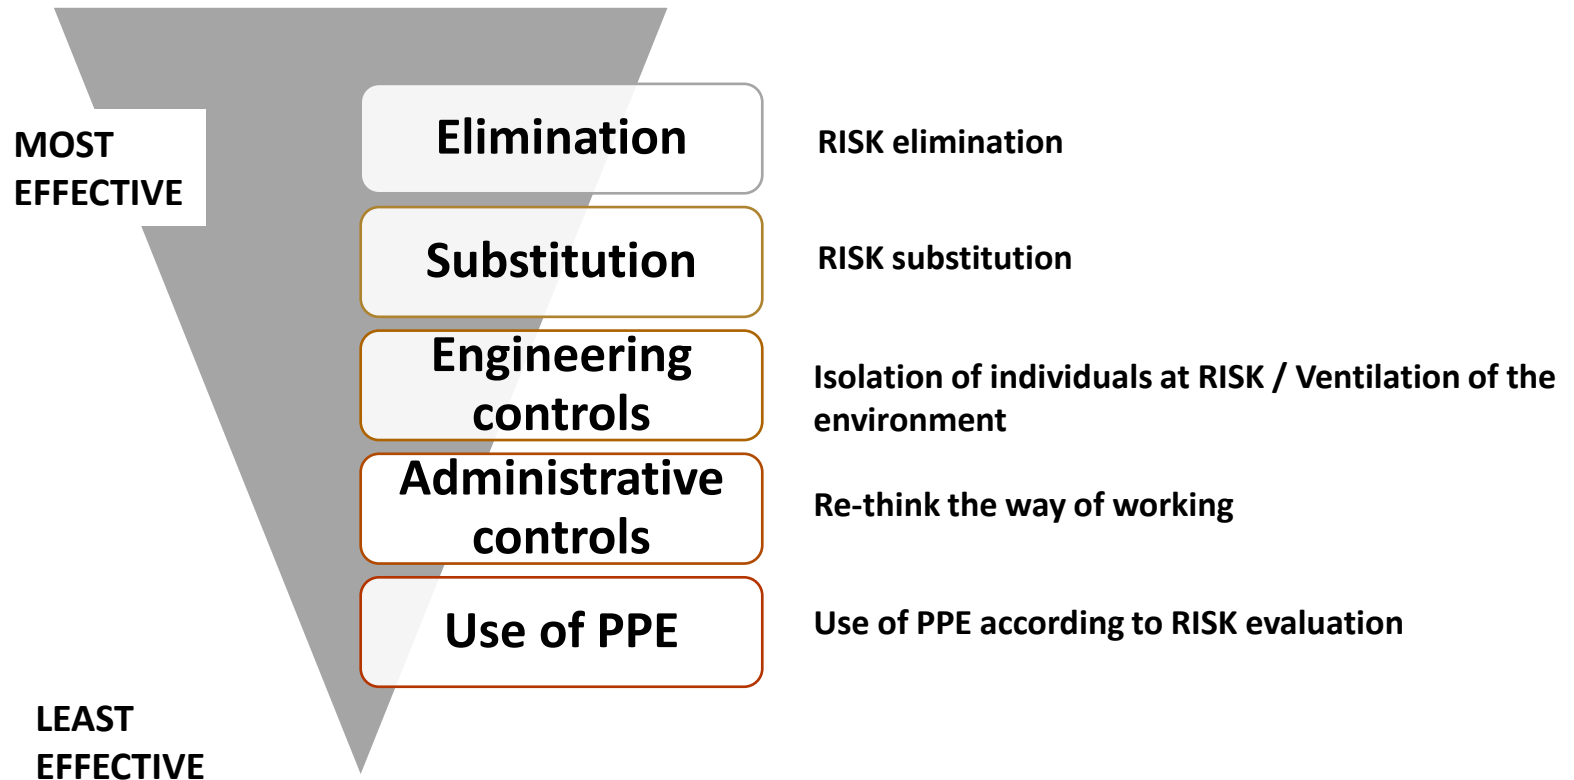 MOST
EFFECTIVE
Elimination
RISK elimination
Substitution
RISK substitution
Engineering
controls
Isolation of individuals at RISK / Ventilation of the
environment
Administrative
controls
Re-think the way of working
Use of PPE
Use of PPE according to RISK evaluation
LEAST
EFFECTIVE